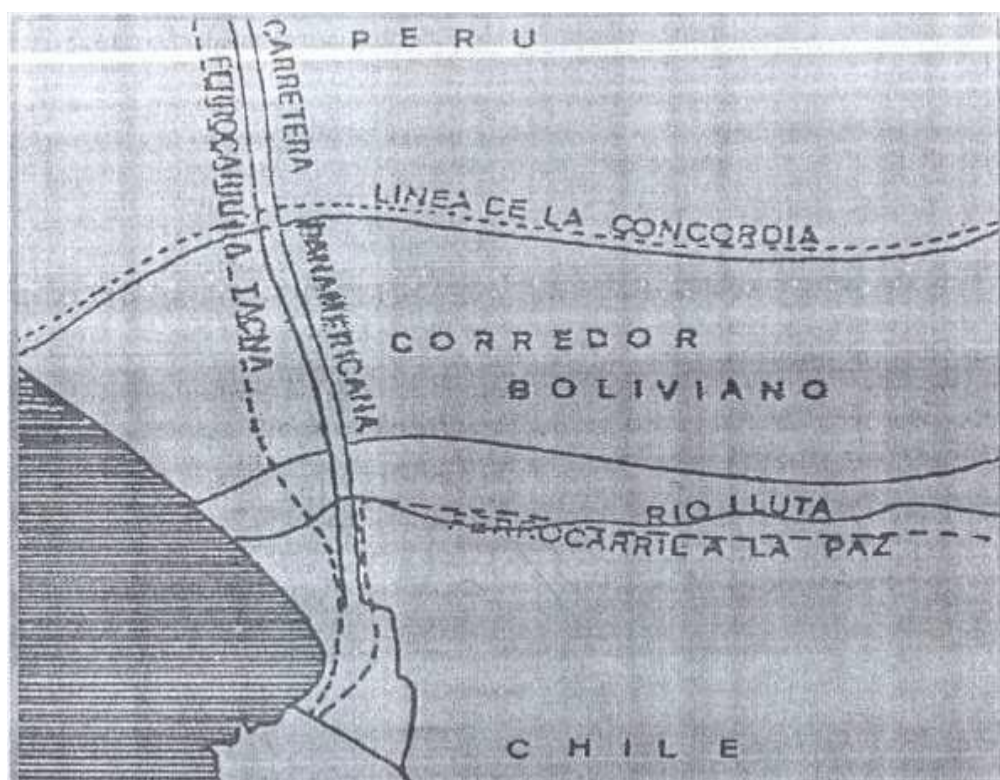 PERU
CARRETERA
PANAMERICANA
FERROCARRIL A TACNA
LINEA DE LA CONCORDIA
CORREDOR
BOLIVIANO
RIO LLUTA
FERROCARRIL A LA PAZ
CHILE